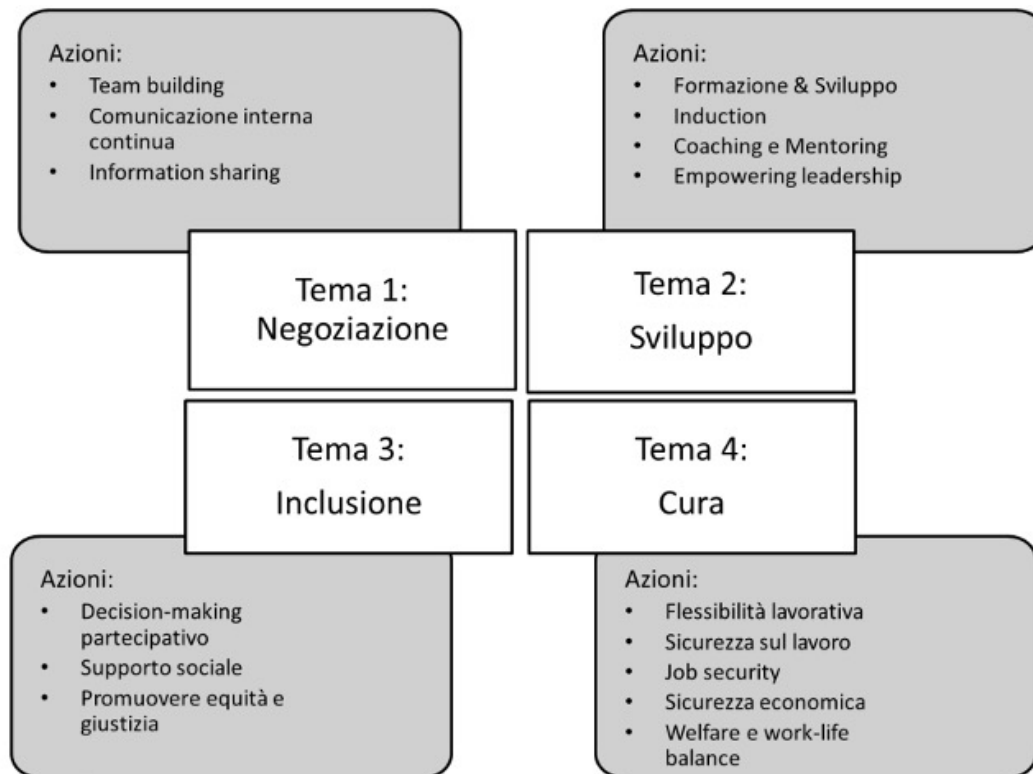 Azioni:
• Team building
• Comunicazione interna
continua
• Information sharing
Azioni:
• Formazione & Sviluppo
• Induction
• Coaching e Mentoring
• Empowering leadership
Tema 1:
Negoziazione
Tema 2:
Sviluppo
Tema 3:
Inclusione
Tema 4:
Cura
Azioni:
• Decision-making
partecipativo
• Supporto sociale
• Promuovere equità e
giustizia
Azioni:
• Flessibilità lavorativa
• Sicurezza sul lavoro
• Job security
• Sicurezza economica
• Welfare e work-life
balance